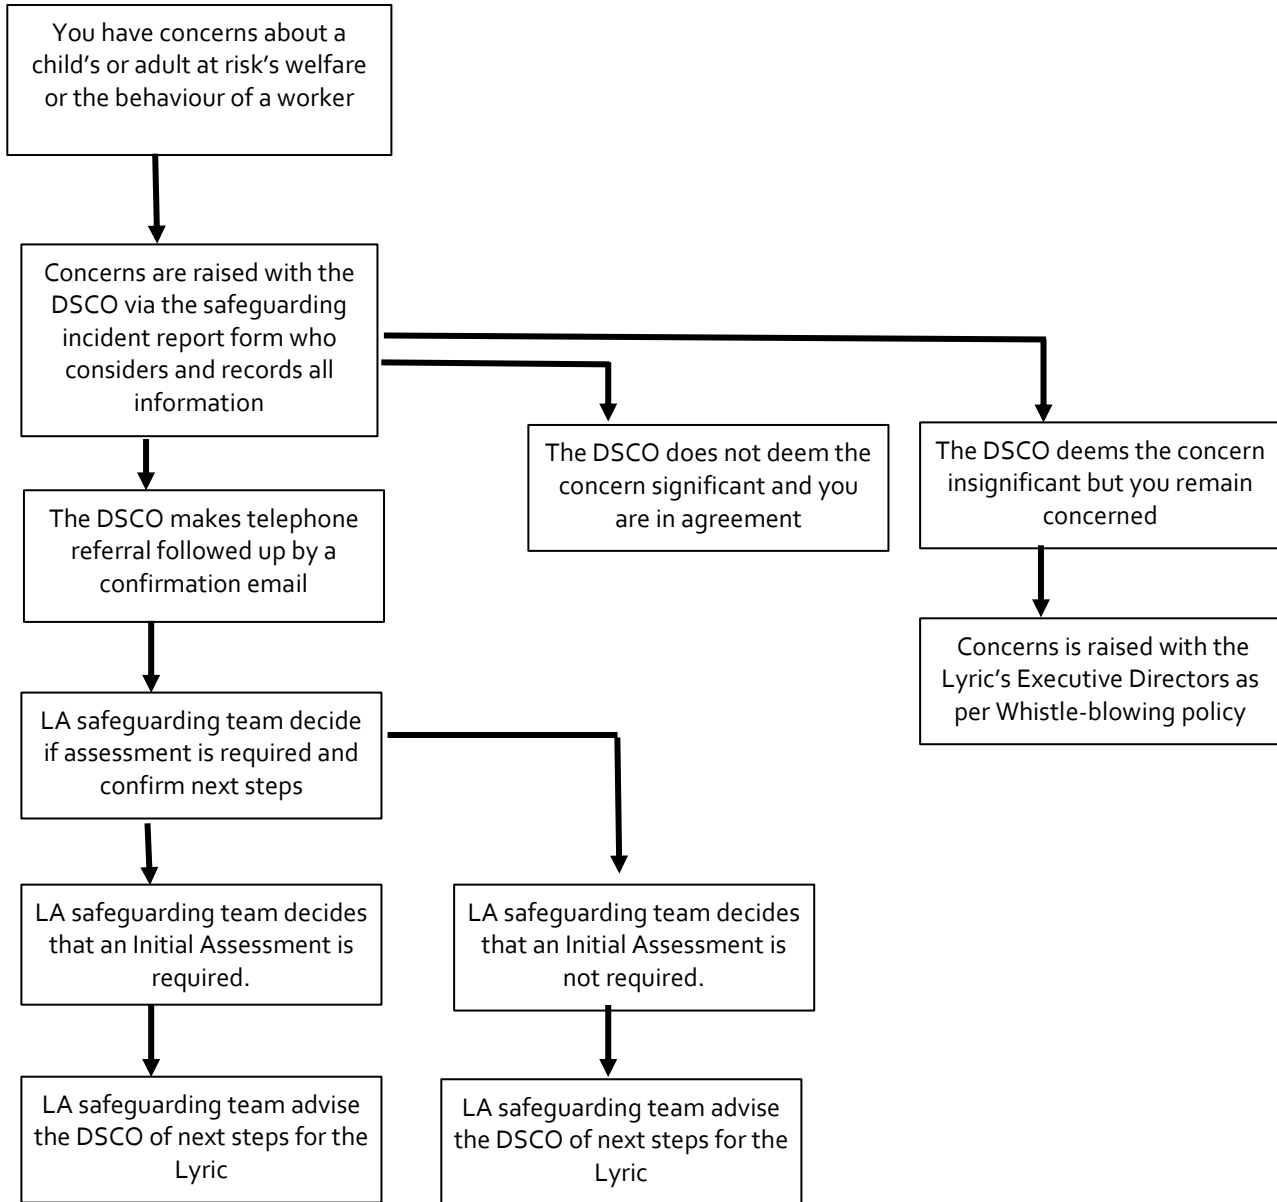 You have concerns about a
child's or adult at risk's welfare
or the behaviour of a worker
Concerns are raised with the
DSCO via the safeguarding
incident report form who
considers and records all
information
The DSCO does not deem the
concern significant and you
are in agreement
The DSCO deems the concern
insignificant but you remain
concerned
The DSCO makes telephone
referral followed up by a
confirmation email
Concerns is raised with the
Lyric's Executive Directors as
per Whistle-blowing policy
LA safeguarding team decide
if assessment is required and
confirm next steps
LA safeguarding team decides
that an Initial Assessment is
required.
LA safeguarding team decides
that an Initial Assessment is
not required.
LA safeguarding team advise
the DSCO of next steps for the
Lyric
LA safeguarding team advise
the DSCO of next steps for the
Lyric